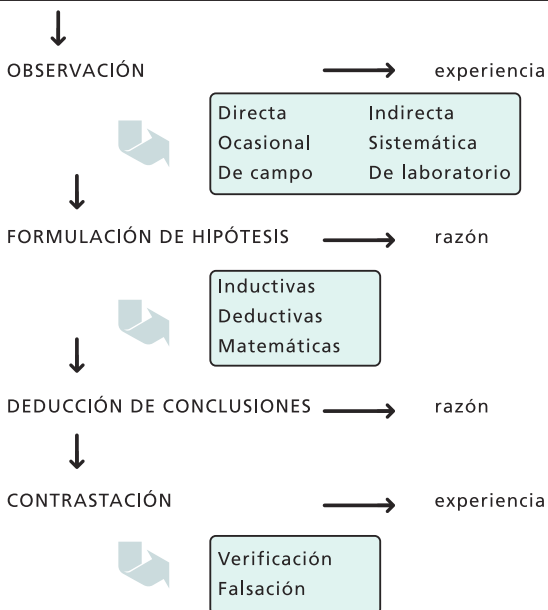 OBSERVACIÓN experiencia
Directa Indirecta
Ocasional Sistemática
De campo De laboratorio
FORMULACIÓN DE HIPÓTESIS razón
Inductivas
Deductivas
Matemáticas
DEDUCCIÓN DE CONCLUSIONES razón
CONTRASTACIÓN experiencia
Verificación
Falsación